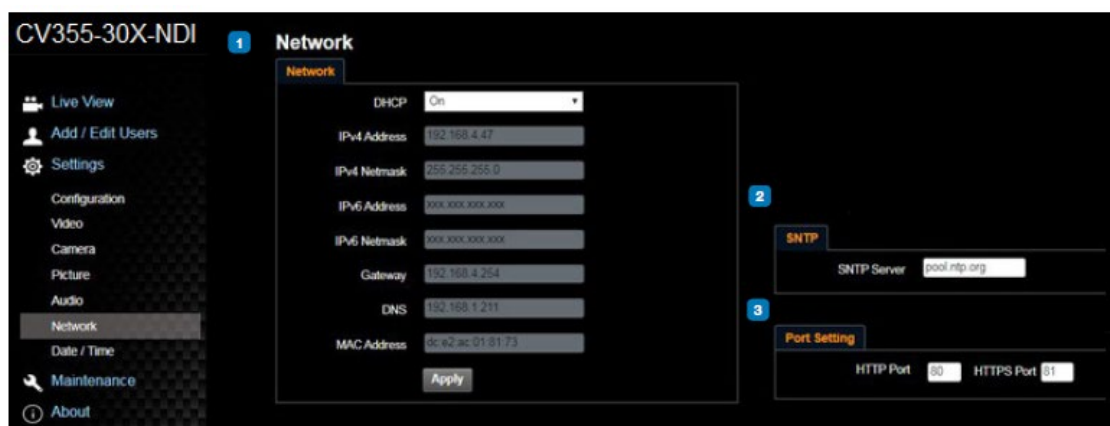 CV355-30X-NDI
Live View
Add / Edit Users
Settings
Configuration
Video
Camera
Picture
Audio
Network
Date / Time
Maintenance
About
1
Network
Network
DHCP On
IPv4 Address 192.168.4.47
IPv4 Netmask 255.255.255.0
IPv6 Address xxx.xxx.xxx.xxx
IPv6 Netmask xxx.xxx.xxx.xxx
Gateway 192.168.4.254
DNS 192.168.1.211
MAC Address dc:e2:ac:01:81:73
Apply
2
SNTP
SNTP Server pool.ntp.org
3
Port Setting
HTTP Port 80 HTTPS Port 81